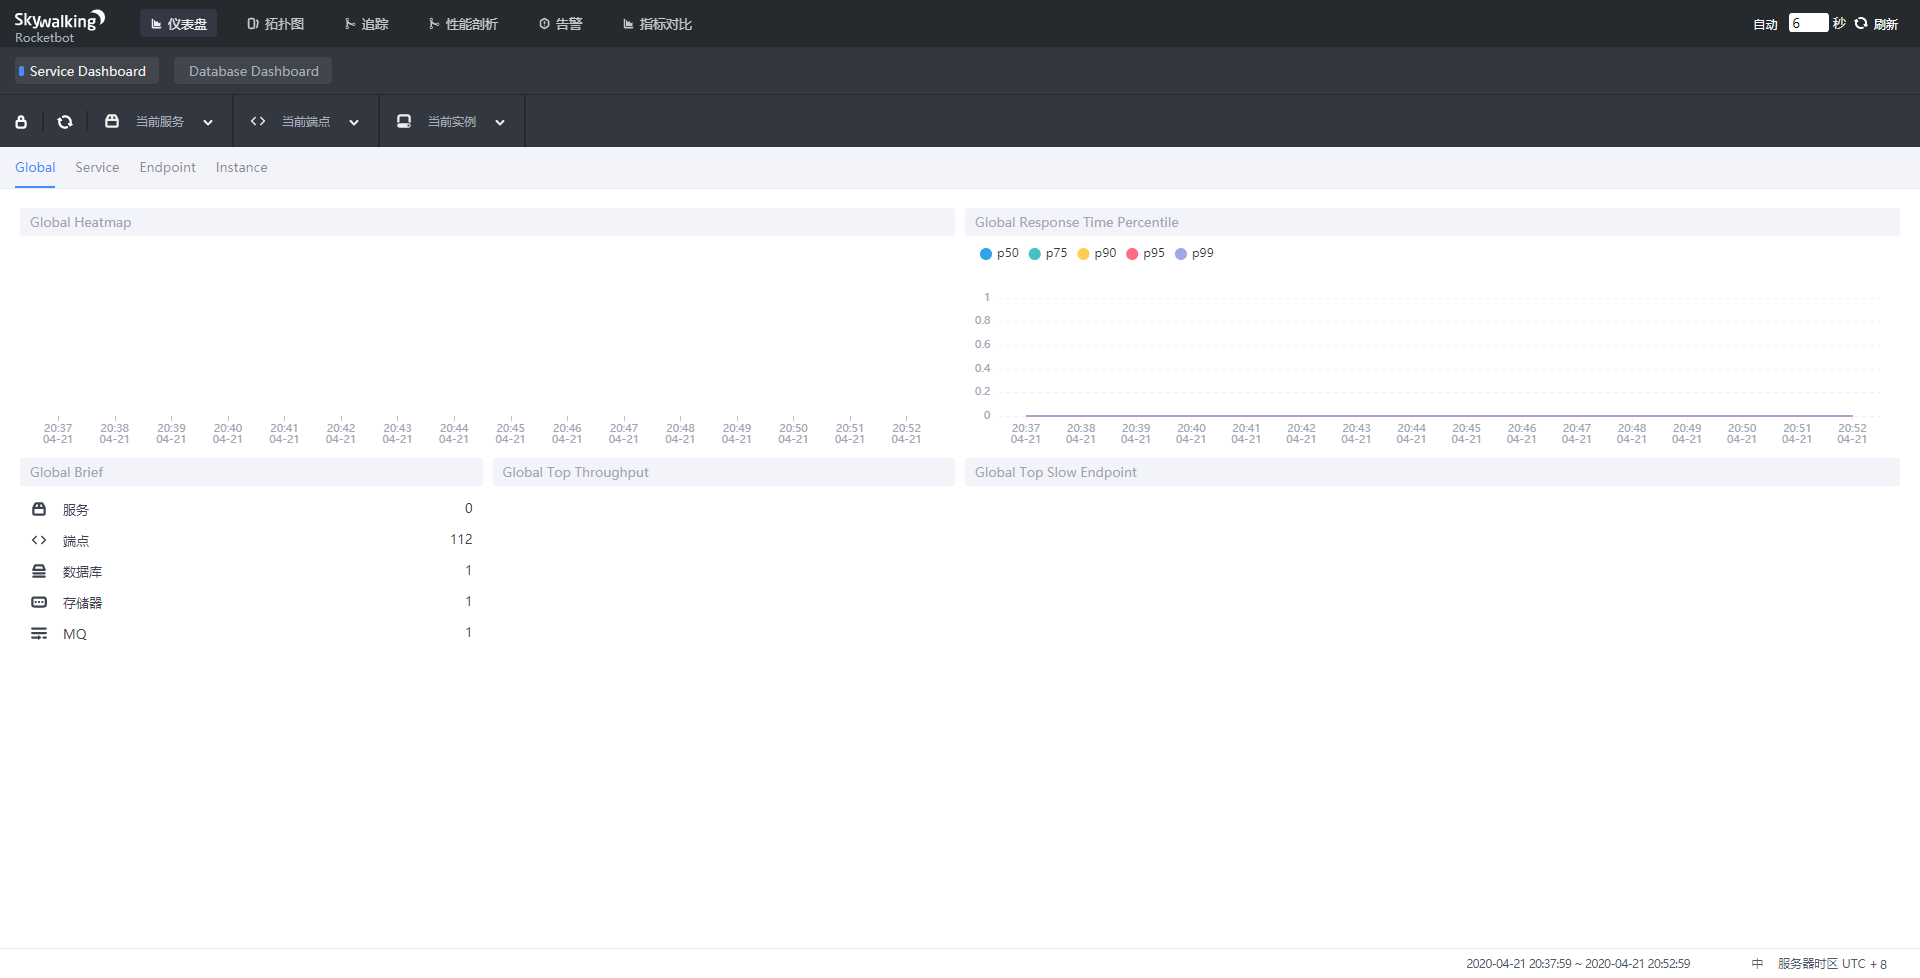 Skywalking
Rocketbot
仪表盘 拓扑图 追踪 性能剖析 告警 指标对比 自动 6 秒 刷新
Service Dashboard Database Dashboard
当前服务 当前端点 当前实例
Global Service Endpoint Instance
Global Heatmap
20:37 20:38 20:39 20:40 20:41 20:42 20:43 20:44 20:45 20:46 20:47 20:48 20:49 20:50 20:51 20:52
04-21 04-21 04-21 04-21 04-21 04-21 04-21 04-21 04-21 04-21 04-21 04-21 04-21 04-21 04-21 04-21
Global Response Time Percentile
p50 p75 p90 p95 p99
1
0.8
0.6
0.4
0.2
0
20:37 20:38 20:39 20:40 20:41 20:42 20:43 20:44 20:45 20:46 20:47 20:48 20:49 20:50 20:51 20:52
04-21 04-21 04-21 04-21 04-21 04-21 04-21 04-21 04-21 04-21 04-21 04-21 04-21 04-21 04-21 04-21
Global Brief
服务 0
端点 112
数据库 1
存储器 1
MQ 1
Global Top Throughput
Global Top Slow Endpoint
2020-04-21 20:37:59 ~ 2020-04-21 20:52:59 中 服务器时区 UTC + 8